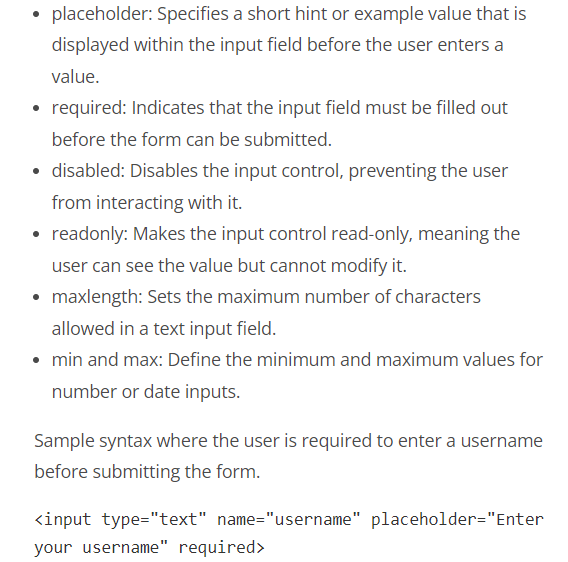 • placeholder: Specifies a short hint or example value that is
displayed within the input field before the user enters a
value.
• required: Indicates that the input field must be filled out
before the form can be submitted.
• disabled: Disables the input control, preventing the user
from interacting with it.
• readonly: Makes the input control read-only, meaning the
user can see the value but cannot modify it.
• maxlength: Sets the maximum number of characters
allowed in a text input field.
• min and max: Define the minimum and maximum values for
number or date inputs.
Sample syntax where the user is required to enter a username
before submitting the form.
<input type="text" name="username" placeholder="Enter
your username" required>